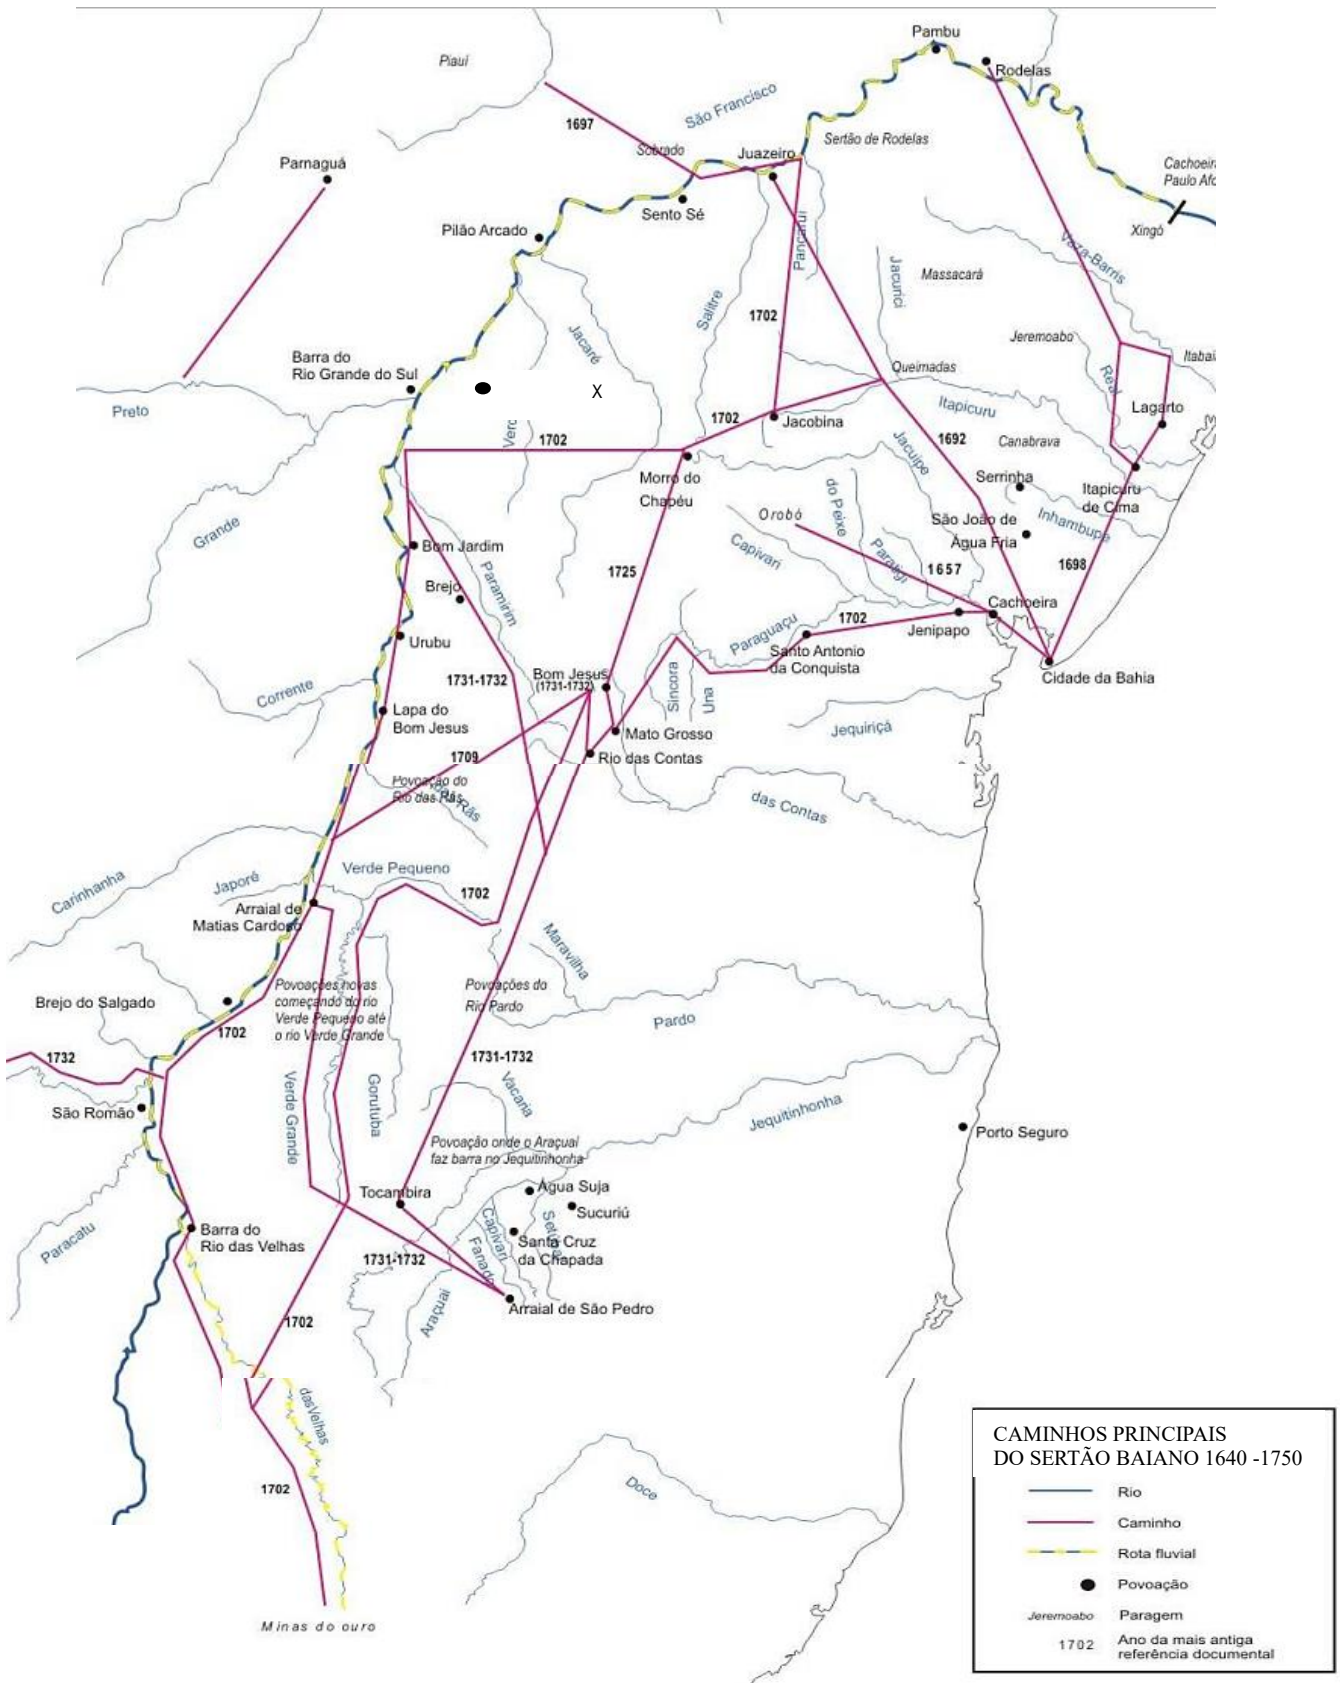 Pambu
Rodelas
Piauí
São Francisco
1697
Sertão de Rodelas
Sobrado
Juazeiro
Parnaguá
Cachoeir
Paulo Afo
Sento Sé
Pilão Arcado
Xingó
Vaza-Barris
Massacará
Jacurici
Salitre
1702
Jacaré
Jeremoabo
Itabai
Barra do
Rio Grande do Sul
Queimadas
Real
Preto
X
Itapicuru
Lagarto
1702
Jacobina
1702
Verd
1692
Canabrava
Jacuipe
Morro do
Chapéu
Serrinha
Itapicuru
de Cima
do Peixe
Orobó
São João de
Água Fria
Inhambupe
Grande
Bom Jardim
Capivari
Paratigi
1657
1698
1725
Brejo
Paramirim
Cachoeira
1702
Paraguaçu
Jenipapo
Urubu
Santo Antonio
da Conquista
Cidade da Bahia
1731-1732
Bom Jesus
(1731-1732)
Sincora
Una
Corrente
Lapa do
Bom Jesus
Jequiriçá
Mato Grosso
1709
Rio das Contas
Povoação do
Rio das Rãs
Rãs
das Contas
Verde Pequeno
Japoré
Carinhanha
1702
Arraial de
Matias Cardoso
Maravilha
Povoações novas
começando do rio
Verde Pequeno até
o rio Verde Grande
Povoações do
Rio Pardo
Brejo do Salgado
Pardo
1702
1732
1731-1732
Verde Grande
Gorutuba
Vacaria
São Romão
Jequitinhonha
Porto Seguro
Povoação onde o Araçuaí
faz barra no Jequitinhonha
Tocambira
Água Suja
Sucuriú
Paracatu
Barra do
Rio das Velhas
Capivari
Santa Cruz
da Chapada
Fanado
1731-1732
Araçuaí
Arraial de São Pedro
1702
das Velhas
1702
Doce
Minas do ouro
CAMINHOS PRINCIPAIS
DO SERTÃO BAIANO 1640 -1750
Rio
Caminho
Rota fluvial
Povoação
Jeremoabo Paragem
1702 Ano da mais antiga
referência documental